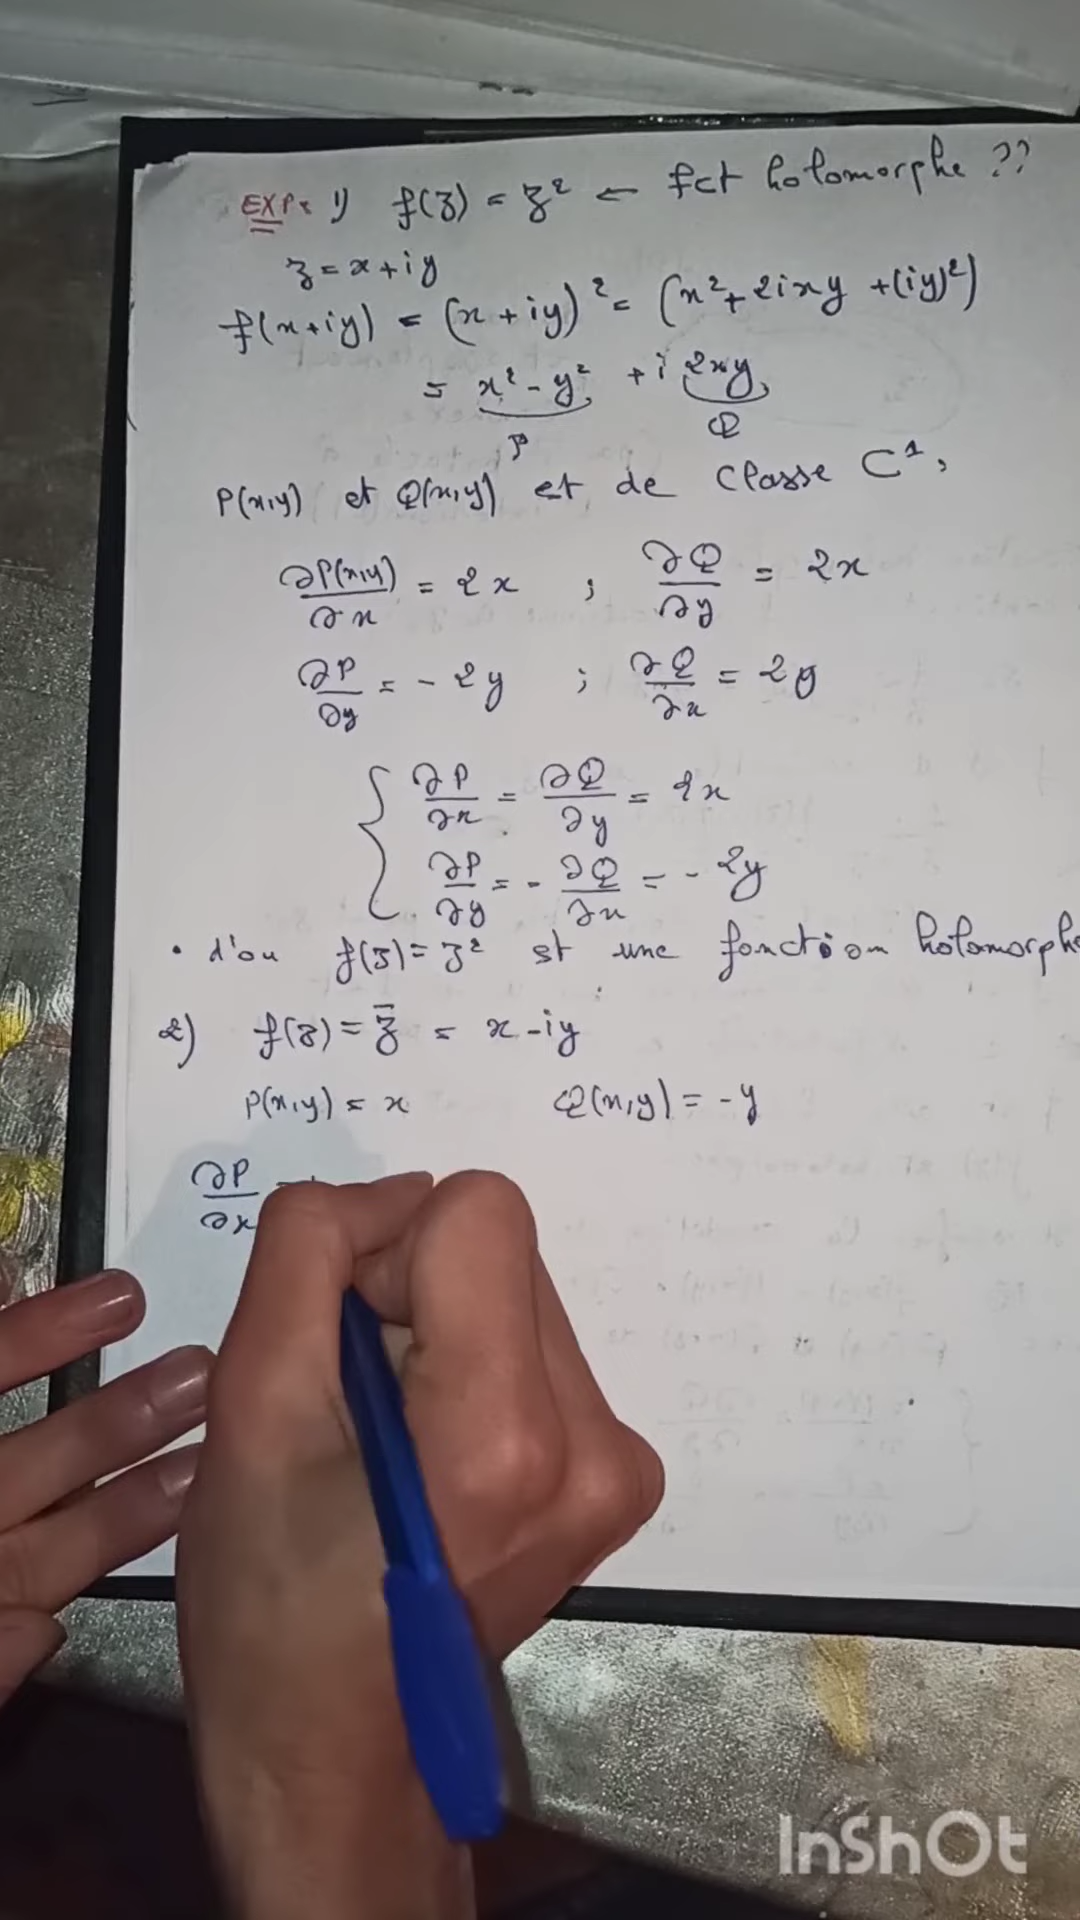 EXP: 1) f(z) = z² ← fct holomorphe ??
z = x+iy
f(x+iy) = (x+iy)² = (x²+2ixy+(iy)²)
= x²-y² + i 2xy
P Q
P(x,y) et Q(x,y) et de classe C¹,
∂P(x,y)/∂x = 2x ; ∂Q/∂y = 2x
∂P/∂y = -2y ; ∂Q/∂x = 2y
{ ∂P/∂x = ∂Q/∂y = 2x
∂P/∂y = -∂Q/∂x = -2y
• d'ou f(z)=z² est une fonction holomorphe
2) f(z) = z̄ = x-iy
P(x,y) = x Q(x,y) = -y
∂P/∂x =
InShOt